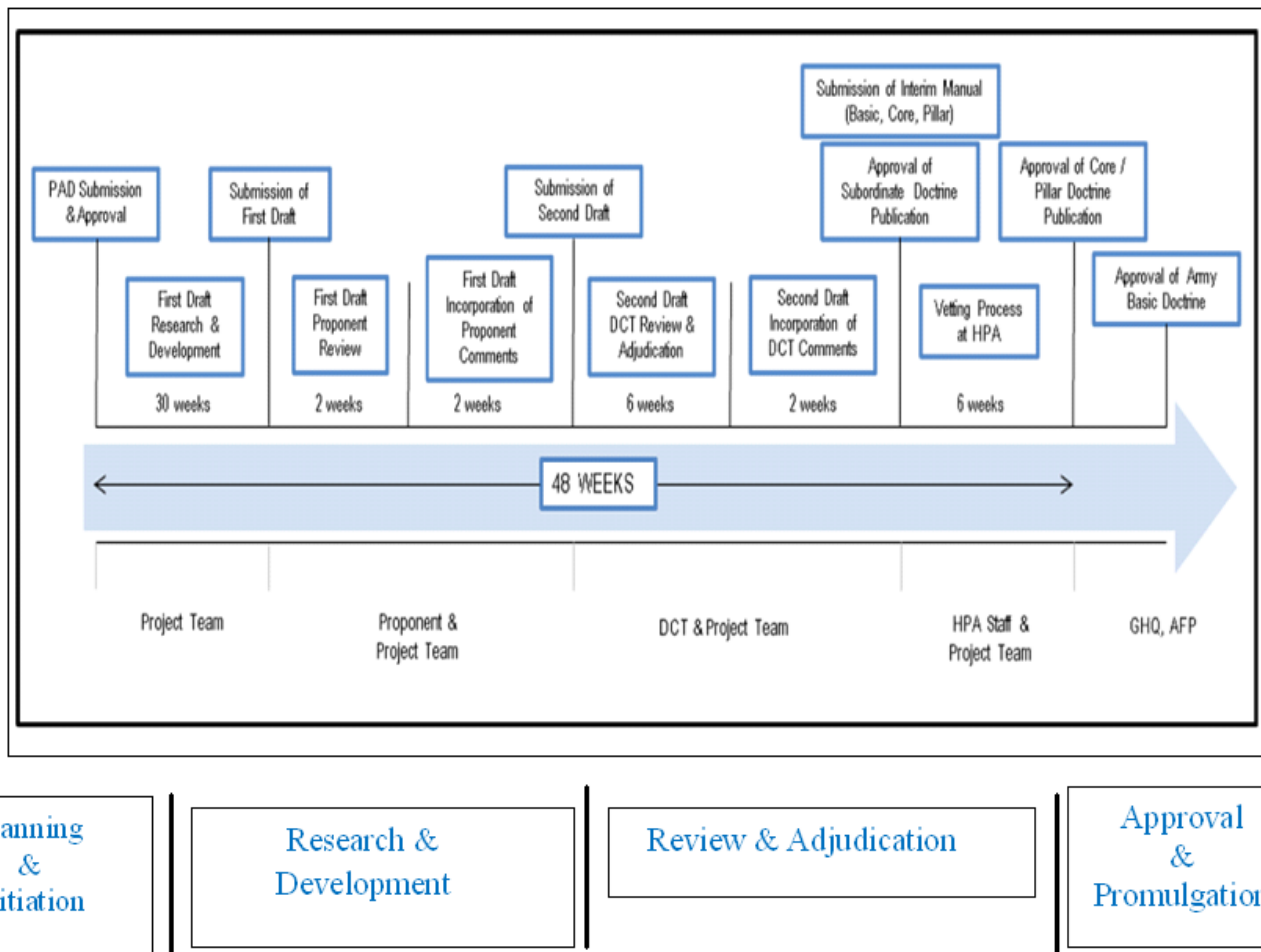 Submission of Interim Manual
(Basic, Core, Pillar)
PAD Submission
& Approval
Submission of
First Draft
Submission of
Second Draft
Approval of
Subordinate Doctrine
Publication
Approval of Core /
Pillar Doctrine
Publication
Approval of Army
Basic Doctrine
First Draft
Research &
Development
First Draft
Proponent
Review
First Draft
Incorporation of
Proponent
Comments
Second Draft
DCT Review &
Adjudication
Second Draft
Incorporation of
DCT Comments
Vetting Process
at HPA
30 weeks
2 weeks
2 weeks
6 weeks
2 weeks
6 weeks
48 WEEKS
Project Team
Proponent &
Project Team
DCT & Project Team
HPA Staff &
Project Team
GHQ, AFP
anning
&
itiation
Research &
Development
Review & Adjudication
Approval
&
Promulgation